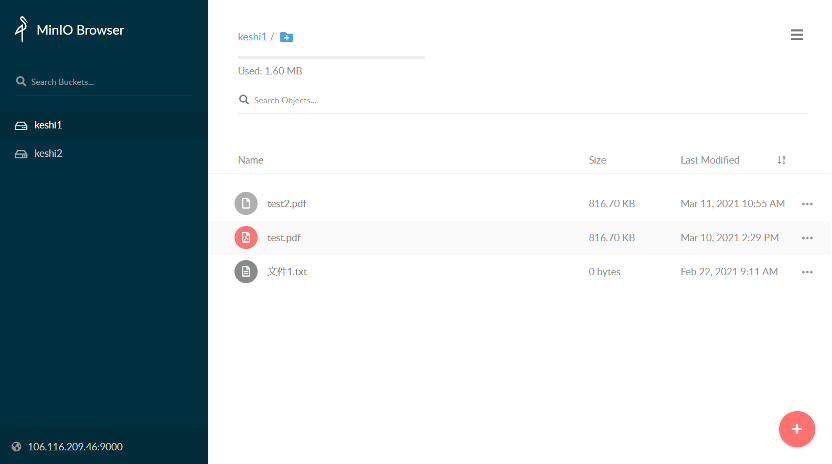 MinIO Browser
Search Buckets...
keshi1
keshi2
106.116.209.46:9000
keshi1 /
Used: 1.60 MB
Search Objects...
Name Size Last Modified
test2.pdf 816.70 KB Mar 11, 2021 10:55 AM
test.pdf 816.70 KB Mar 10, 2021 2:29 PM
文件1.txt 0 bytes Feb 22, 2021 9:11 AM